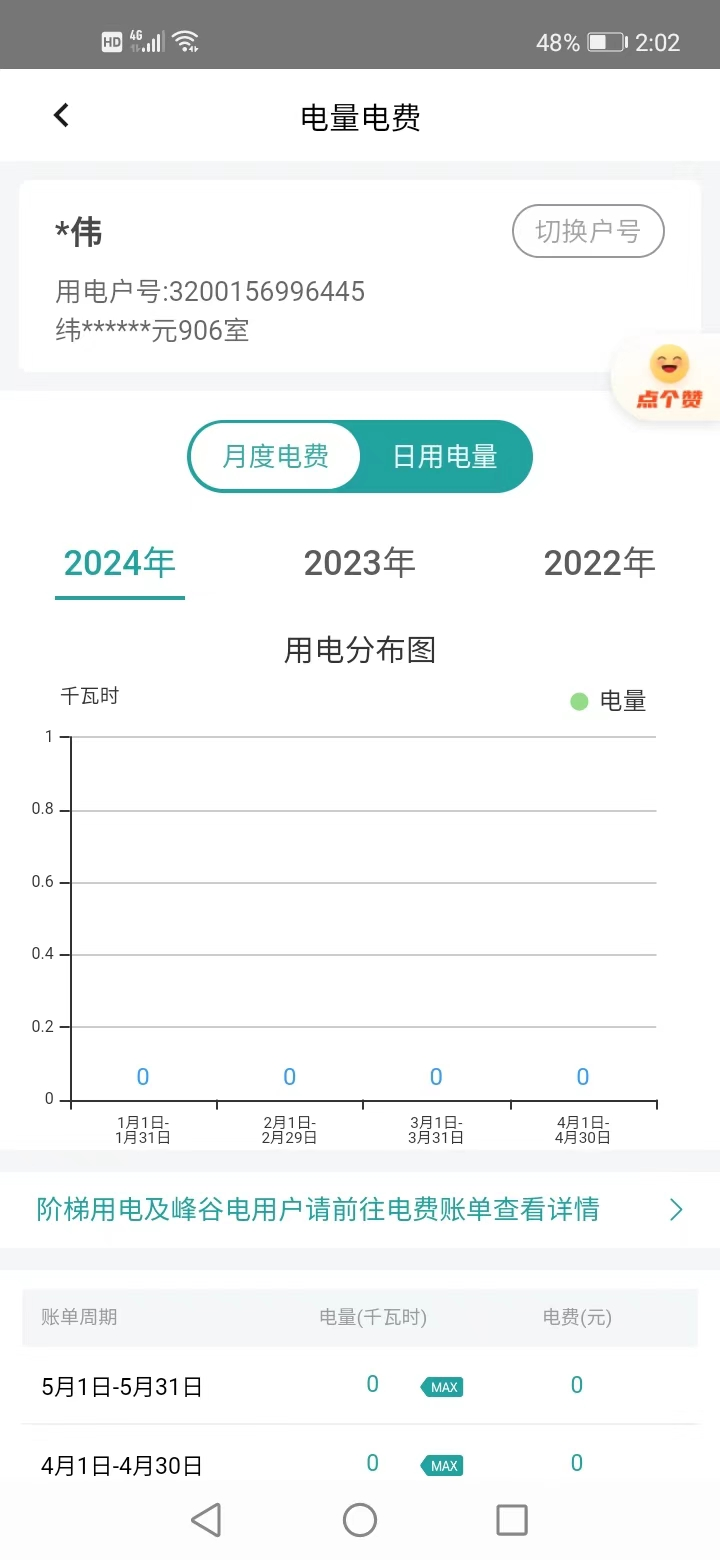 HD 4G 48% 2:02
电量电费
*伟
切换户号
用电户号:3200156996445
纬******元906室
点个赞
月度电费 日用电量
2024年 2023年 2022年
用电分布图
千瓦时 电量
1
0.8
0.6
0.4
0.2
0 0 0 0
0
1月1日- 2月1日- 3月1日- 4月1日-
1月31日 2月29日 3月31日 4月30日
阶梯用电及峰谷电用户请前往电费账单查看详情
账单周期 电量(千瓦时) 电费(元)
5月1日-5月31日 0 MAX 0
4月1日-4月30日 0 MAX 0